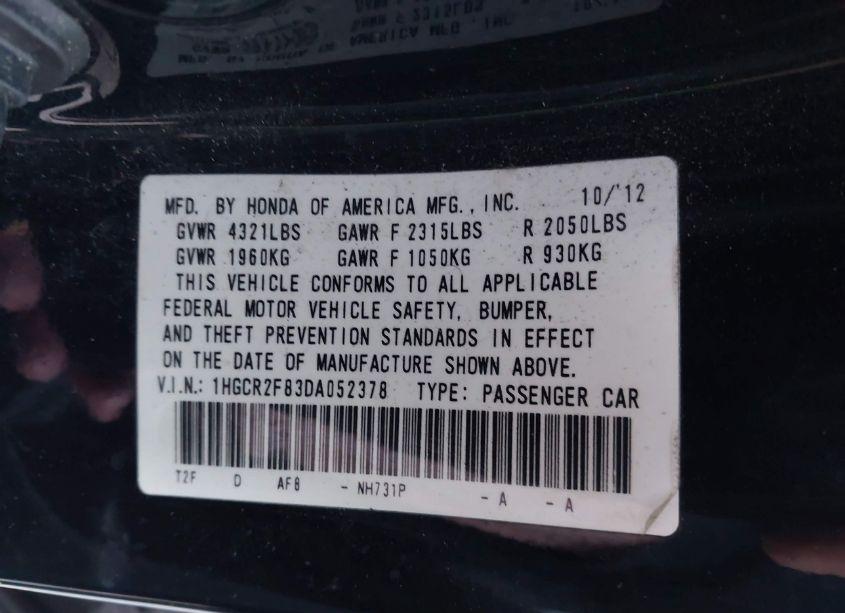 MFD. BY HONDA OF AMERICA MFG., INC. 10/'12
GVWR 4321LBS GAWR F 2315LBS R 2050LBS
GVWR 1960KG GAWR F 1050KG R 930KG
THIS VEHICLE CONFORMS TO ALL APPLICABLE
FEDERAL MOTOR VEHICLE SAFETY, BUMPER,
AND THEFT PREVENTION STANDARDS IN EFFECT
ON THE DATE OF MANUFACTURE SHOWN ABOVE.
V.I.N.: 1HGCR2F83DA052378 TYPE: PASSENGER CAR
T2F D AF8 - NH731P - A - A